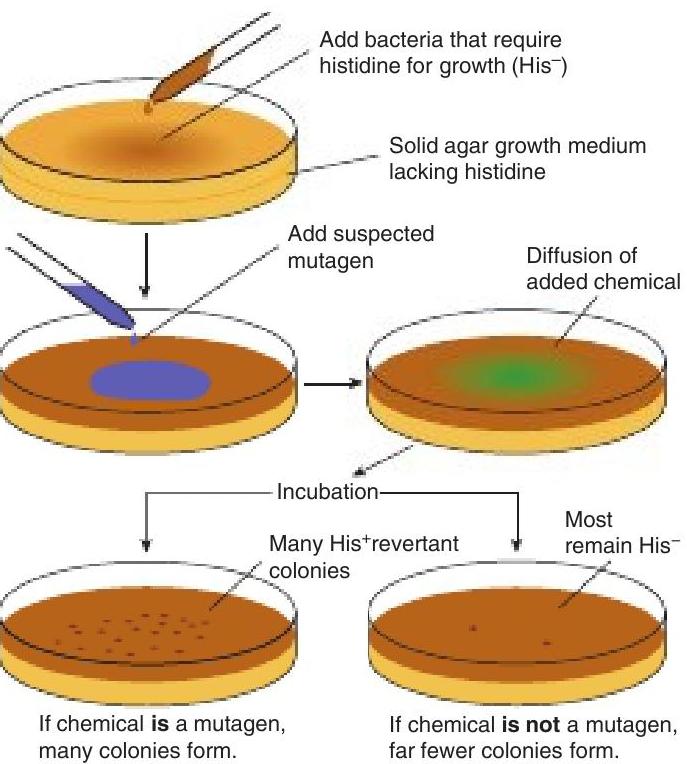 Add bacteria that require
histidine for growth (His⁻)
Solid agar growth medium
lacking histidine
Add suspected
mutagen
Diffusion of
added chemical
Incubation
Many His⁺revertant
colonies
Most
remain His⁻
If chemical is a mutagen,
many colonies form.
If chemical is not a mutagen,
far fewer colonies form.